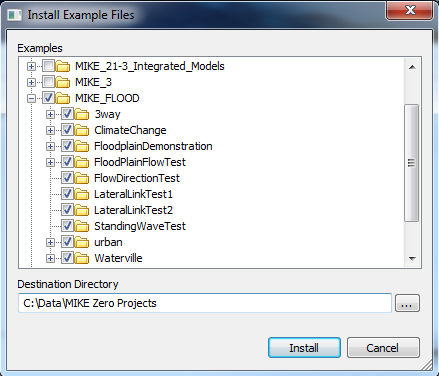 Install Example Files
Examples
MIKE_21-3_Integrated_Models
MIKE_3
MIKE_FLOOD
3way
ClimateChange
FloodplainDemonstration
FloodPlainFlowTest
FlowDirectionTest
LateralLinkTest1
LateralLinkTest2
StandingWaveTest
urban
Waterville
Destination Directory
C:\Data\MIKE Zero Projects
...
Install Cancel